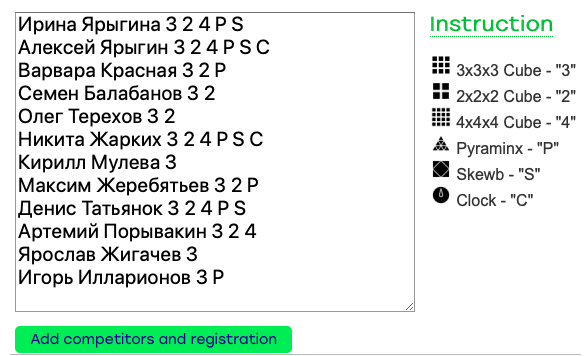 Ирина Ярыгина 3 2 4 P S
Алексей Ярыгин 3 2 4 P S C
Варвара Красная 3 2 P
Семен Балабанов 3 2
Олег Терехов 3 2
Никита Жарких 3 2 4 P S C
Кирилл Мулева 3
Максим Жеребятьев 3 2 P
Денис Татьянок 3 2 4 P S
Артемий Порывакин 3 2 4
Ярослав Жигачев 3
Игорь Илларионов 3 P
Add competitors and registration
Instruction
3x3x3 Cube - "3"
2x2x2 Cube - "2"
4x4x4 Cube - "4"
Pyraminx - "P"
Skewb - "S"
Clock - "C"